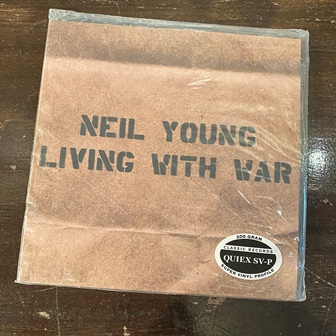 NEIL YOUNG
LIVING WITH WAR
200 GRAM
CLASSIC RECORDS
QUIEX SV-P
SUPER VINYL PROFILE